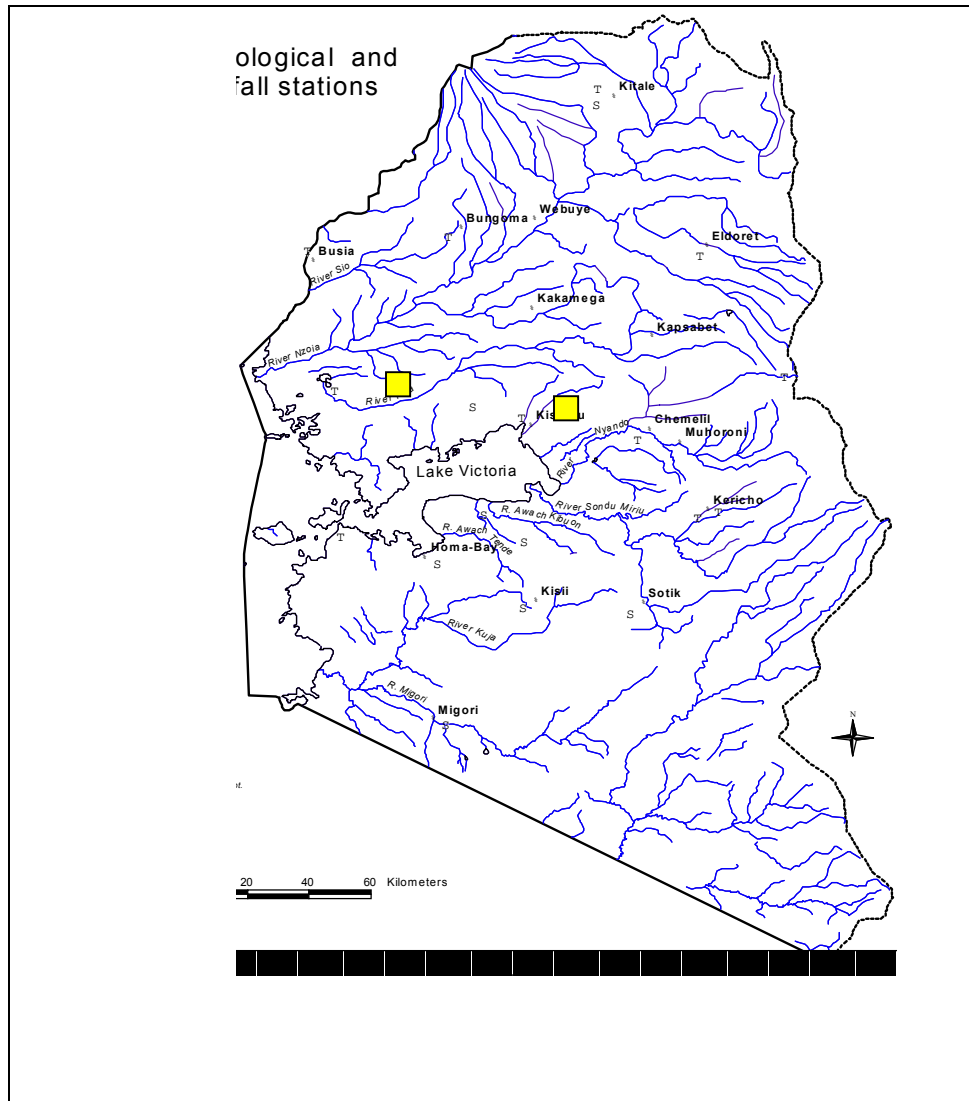 ological and
fall stations
T
Kitale
S
Webuye
Bungoma
T
Eldoret
T
Busia
T
River Sio
Kakamega
Kapsabet
River Nzoia
T
T
River
S
T
Chemelil
Nyando
Muhoroni
T
River
Lake Victoria
Kericho
T
T
River Sondu Miriu
R. Awach Kibuon
S
R. Awach Tende
S
T
Homa-Bay
S
Kisii
S
Sotik
S
River Kuja
R. Migori
Migori
S
N
20 40 60 Kilometers